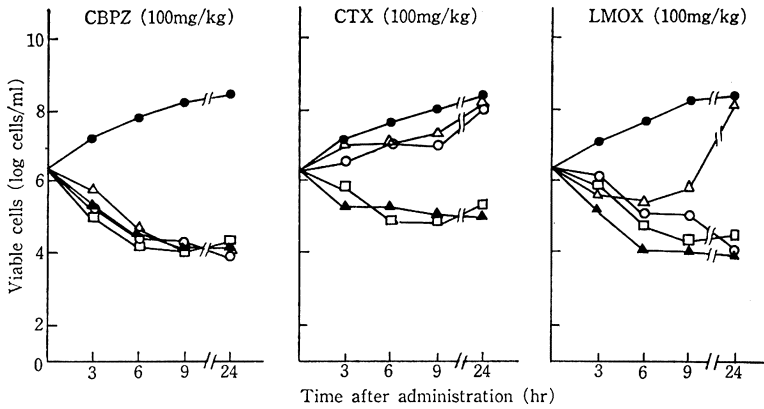 CBPZ (100mg/kg)
CTX (100mg/kg)
LMOX (100mg/kg)
Viable cells (log cells/ml)
10
8
6
4
2
0
3 6 9 24
3 6 9 24
3 6 9 24
Time after administration (hr)